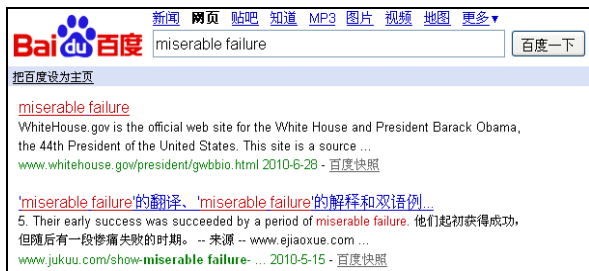 新闻 网页 贴吧 知道 MP3 图片 视频 地图 更多▼
Bai du 百度 miserable failure 百度一下
把百度设为主页
miserable failure
WhiteHouse.gov is the official web site for the White House and President Barack Obama,
the 44th President of the United States. This site is a source ...
www.whitehouse.gov/president/gwbbio.html 2010-6-28 - 百度快照
'miserable failure'的翻译、'miserable failure'的解释和双语例...
5. Their early success was succeeded by a period of miserable failure. 他们起初获得成功,
但随后有一段惨痛失败的时期。 -- 来源 -- www.ejiaoxue.com ...
www.jukuu.com/show-miserable failure- ... 2010-5-15 - 百度快照